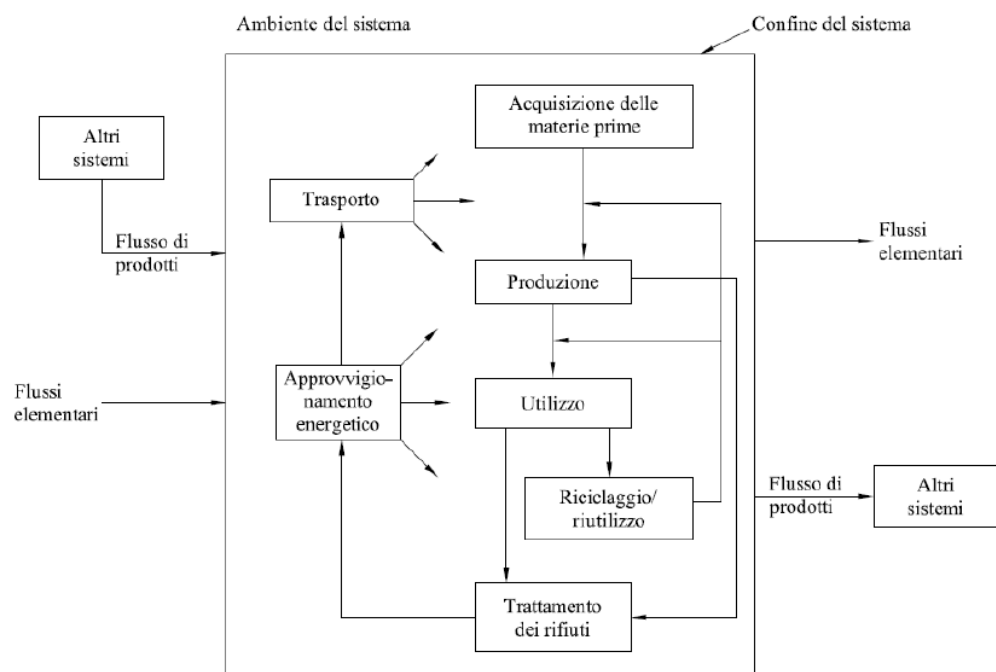 Ambiente del sistema
Confine del sistema
Acquisizione delle
materie prime
Altri
sistemi
Trasporto
Flusso di
prodotti
Flussi
elementari
Produzione
Approvvigio-
namento
energetico
Flussi
elementari
Utilizzo
Riciclaggio/
riutilizzo
Flusso di
prodotti
Altri
sistemi
Trattamento
dei rifiuti